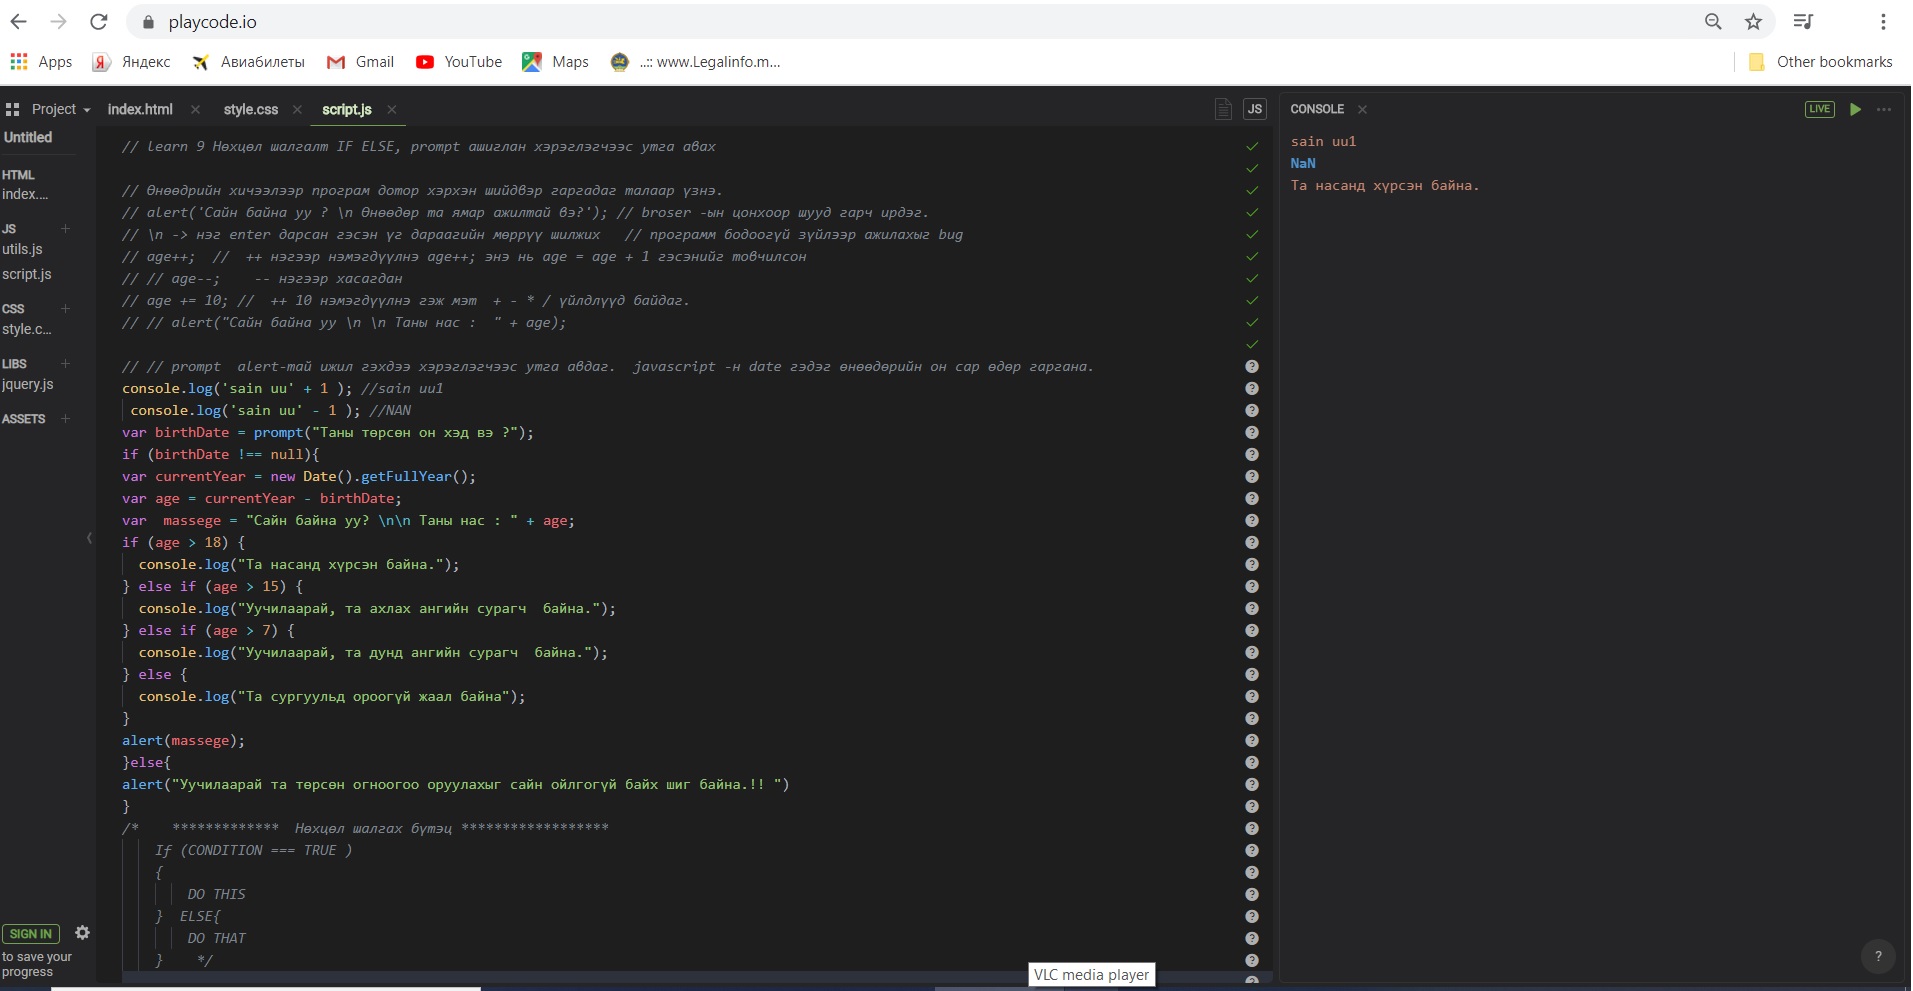 playcode.io
Apps Яндекс Авиабилеты Gmail YouTube Maps ..:: www.Legalinfo.m... Other bookmarks
Project index.html style.css script.js JS
Untitled
HTML
index....
JS
utils.js
script.js
CSS
style.c...
LIBS
jquery.js
ASSETS
SIGN IN
to save your
progress
// learn 9 Нөхцөл шалгалт IF ELSE, prompt ашиглан хэрэглэгчээс утга авах
// Өнөөдрийн хичээлээр програм дотор хэрхэн шийдвэр гаргадаг талаар үзнэ.
// alert('Сайн байна уу ? \n Өнөөдөр та ямар ажилтай вэ?'); // broser -ын цонхоор шууд гарч ирдэг.
// \n -> нэг enter дарсан гэсэн үг дараагийн мөррүү шилжих // программ бодоогүй зүйлээр ажилахыг bug
// age++; // ++ нэгээр нэмэгдүүлнэ age++; энэ нь age = age + 1 гэсэнийг товчилсон
// // age--; -- нэгээр хасагдан
// age += 10; // ++ 10 нэмэгдүүлнэ гэж мэт + - * / үйлдлүүд байдаг.
// // alert("Сайн байна уу \n \n Таны нас : " + age);
// // prompt alert-май ижил гэхдээ хэрэглэгчээс утга авдаг. javascript -н date гэдэг өнөөдөрийн он сар өдөр гаргана.
console.log('sain uu' + 1 ); //sain uu1
console.log('sain uu' - 1 ); //NAN
var birthDate = prompt("Таны төрсөн он хэд вэ ?");
if (birthDate !== null){
var currentYear = new Date().getFullYear();
var age = currentYear - birthDate;
var massege = "Сайн байна уу? \n\n Таны нас : " + age;
if (age > 18) {
console.log("Та насанд хүрсэн байна.");
} else if (age > 15) {
console.log("Уучилаарай, та ахлах ангийн сурагч байна.");
} else if (age > 7) {
console.log("Уучилаарай, та дунд ангийн сурагч байна.");
} else {
console.log("Та сургуульд ороогүй жаал байна");
}
alert(massege);
}else{
alert("Уучилаарай та төрсөн огноогоо оруулахыг сайн ойлгогүй байх шиг байна.!! ")
}
/* ************* Нөхцөл шалгах бүтэц ******************
If (CONDITION === TRUE )
{
DO THIS
} ELSE{
DO THAT
} */
CONSOLE LIVE
sain uu1
NaN
Та насанд хүрсэн байна.
VLC media player